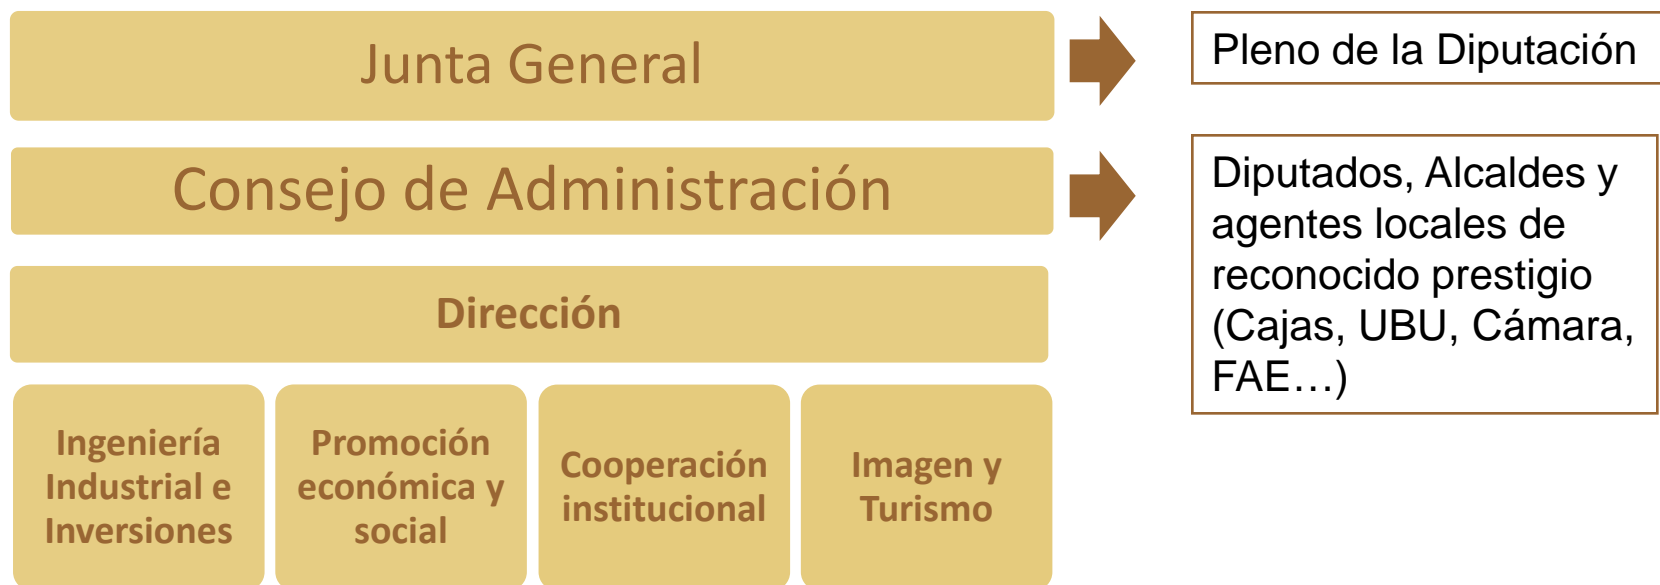 Junta General
Pleno de la Diputación
Consejo de Administración
Diputados, Alcaldes y
agentes locales de
reconocido prestigio
(Cajas, UBU, Cámara,
FAE…)
Dirección
Ingeniería
Industrial e
Inversiones
Promoción
económica y
social
Cooperación
institucional
Imagen y
Turismo